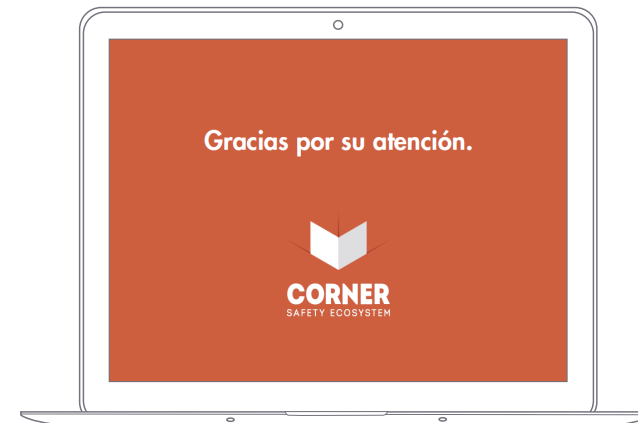 Gracias por su atención.
CORNER
SAFETY ECOSYSTEM